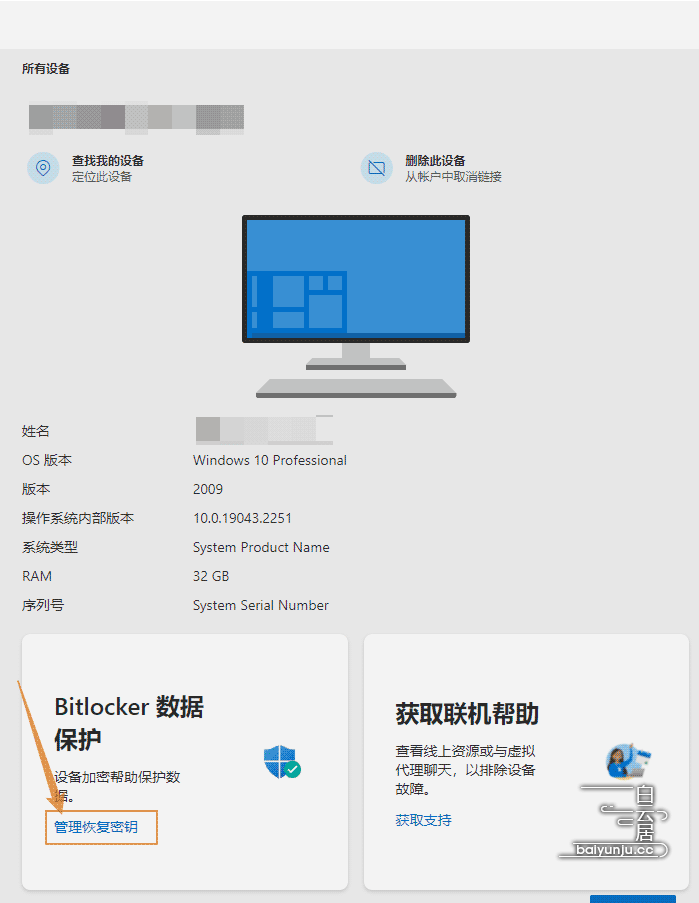 所有设备
查找我的设备
定位此设备
删除此设备
从帐户中取消链接
姓名
OS 版本 Windows 10 Professional
版本 2009
操作系统内部版本 10.0.19043.2251
系统类型 System Product Name
RAM 32 GB
序列号 System Serial Number
Bitlocker 数据
保护
设备加密帮助保护数
据。
管理恢复密钥
获取联机帮助
查看线上资源或与虚拟
代理聊天，以排除设备
故障。
获取支持
白云居
baiyunju.cc